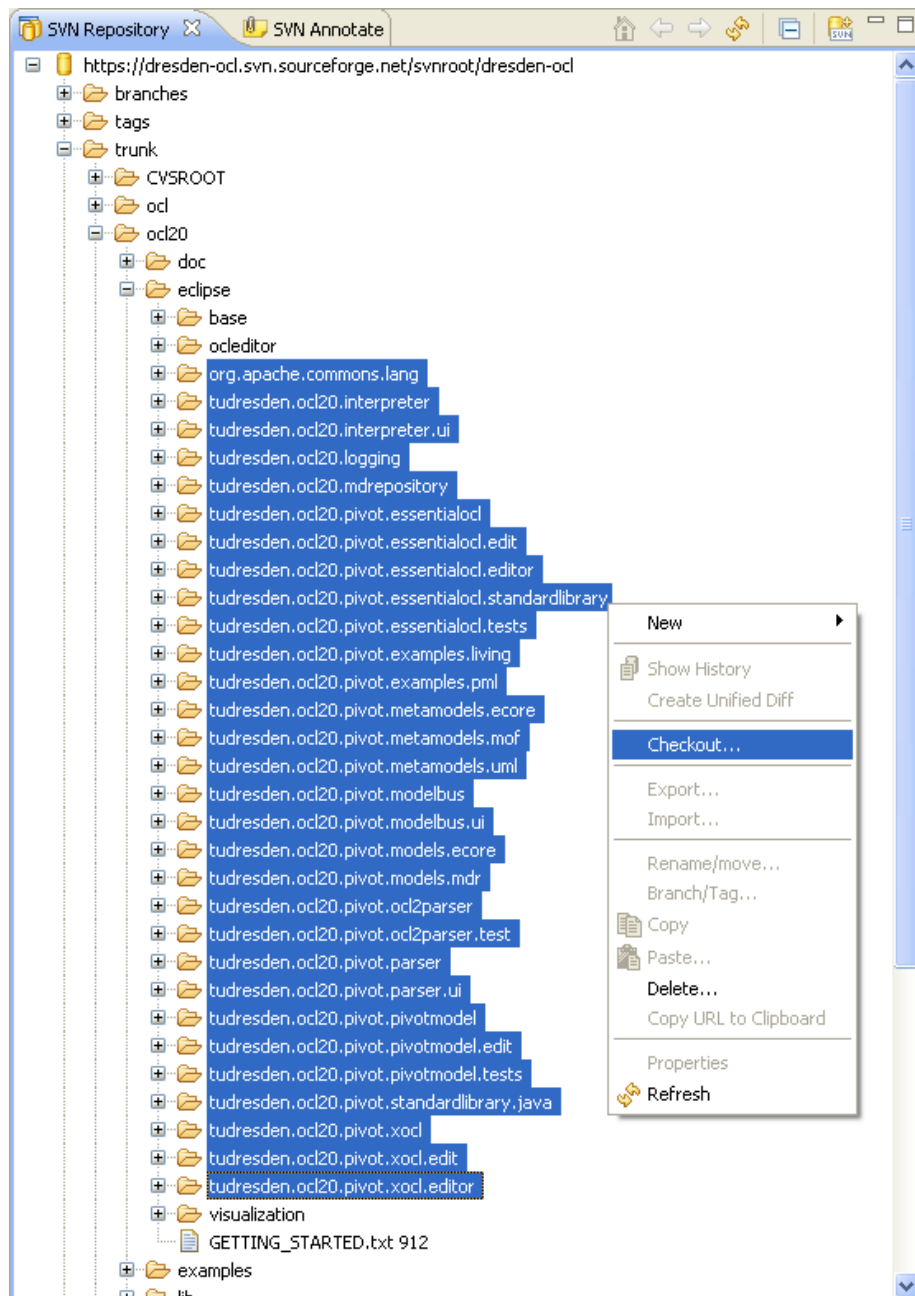 SVN Repository
SVN Annotate
SVN
https://dresden-ocl.svn.sourceforge.net/svnroot/dresden-ocl
branches
tags
trunk
CVSROOT
ocl
ocl20
doc
eclipse
base
ocleditor
org.apache.commons.lang
tudresden.ocl20.interpreter
tudresden.ocl20.interpreter.ui
tudresden.ocl20.logging
tudresden.ocl20.mdrepository
tudresden.ocl20.pivot.essentialocl
tudresden.ocl20.pivot.essentialocl.edit
tudresden.ocl20.pivot.essentialocl.editor
tudresden.ocl20.pivot.essentialocl.standardlibrary
tudresden.ocl20.pivot.essentialocl.tests
tudresden.ocl20.pivot.examples.living
tudresden.ocl20.pivot.examples.pml
tudresden.ocl20.pivot.metamodels.ecore
tudresden.ocl20.pivot.metamodels.mof
tudresden.ocl20.pivot.metamodels.uml
tudresden.ocl20.pivot.modelbus
tudresden.ocl20.pivot.modelbus.ui
tudresden.ocl20.pivot.models.ecore
tudresden.ocl20.pivot.models.mdr
tudresden.ocl20.pivot.ocl2parser
tudresden.ocl20.pivot.ocl2parser.test
tudresden.ocl20.pivot.parser
tudresden.ocl20.pivot.parser.ui
tudresden.ocl20.pivot.pivotmodel
tudresden.ocl20.pivot.pivotmodel.edit
tudresden.ocl20.pivot.pivotmodel.tests
tudresden.ocl20.pivot.standardlibrary.java
tudresden.ocl20.pivot.xocl
tudresden.ocl20.pivot.xocl.edit
tudresden.ocl20.pivot.xocl.editor
visualization
GETTING_STARTED.txt 912
examples
lib
New
Show History
Create Unified Diff
Checkout...
Export...
Import...
Rename/move...
Branch/Tag...
Copy
Paste...
Delete...
Copy URL to Clipboard
Properties
Refresh